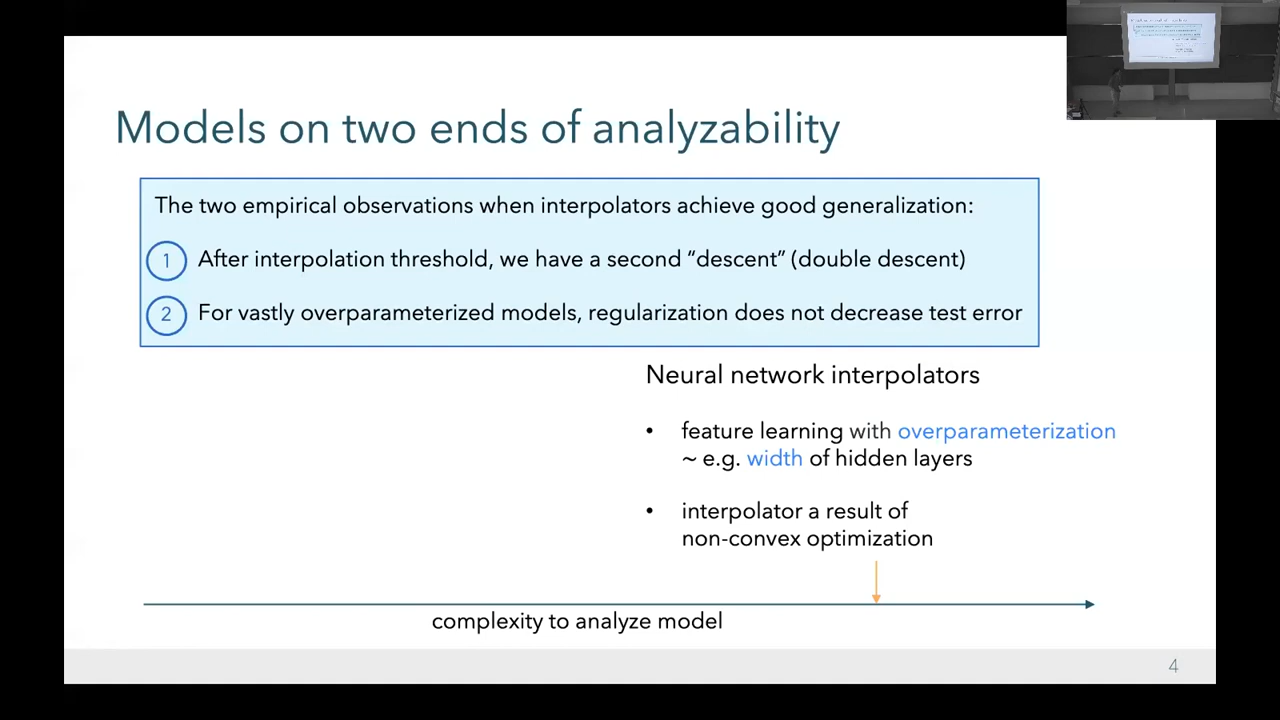 Models on two ends of analyzability
The two empirical observations when interpolators achieve good generalization:
1 After interpolation threshold, we have a second “descent” (double descent)
2 For vastly overparameterized models, regularization does not decrease test error
Neural network interpolators
• feature learning with overparameterization
~ e.g. width of hidden layers
• interpolator a result of
non-convex optimization
complexity to analyze model
4